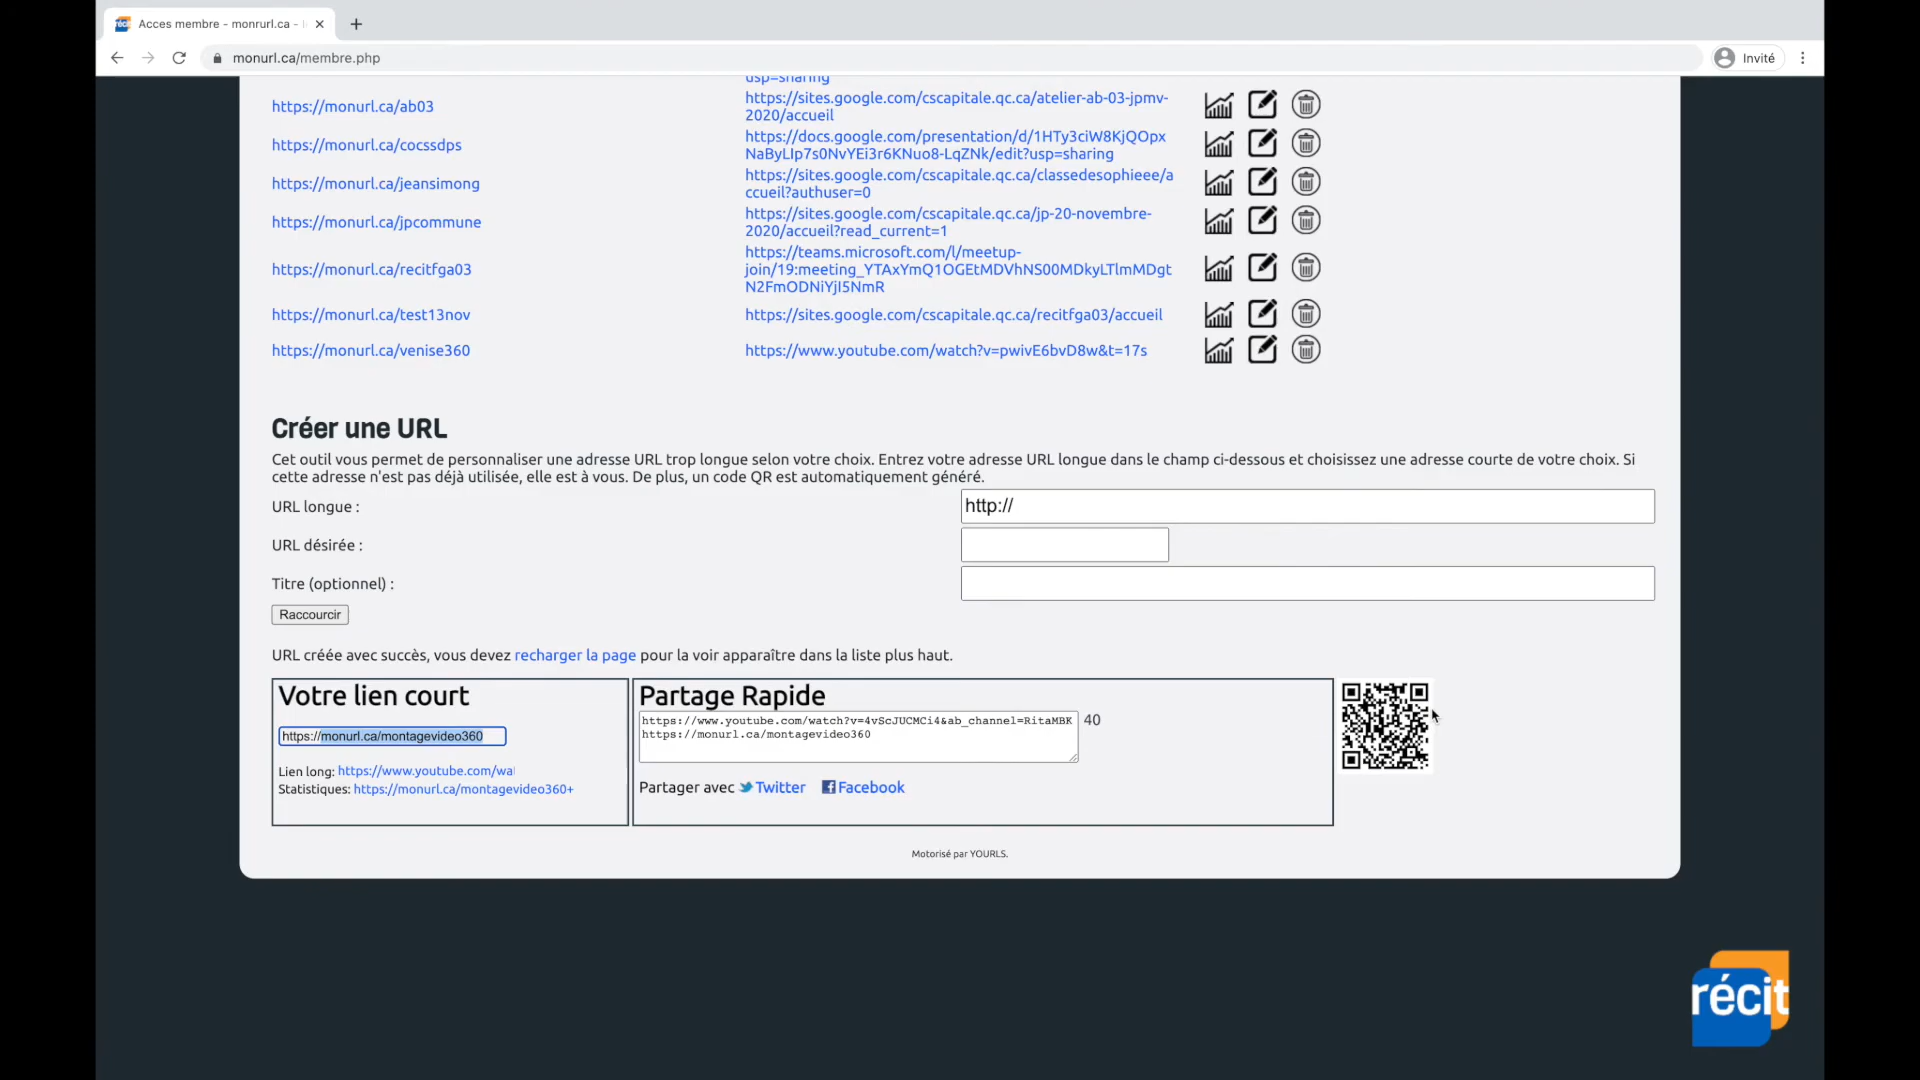 Acces membre - monrurl.ca -
monurl.ca/membre.php
Invité
usp=sharing
https://monurl.ca/ab03
https://sites.google.com/cscapitale.qc.ca/atelier-ab-03-jpmv-
2020/accueil
https://monurl.ca/cocssdps
https://docs.google.com/presentation/d/1HTy3ciW8KjQOpx
NaByLIp7s0NvYEi3r6KNuo8-LqZNk/edit?usp=sharing
https://monurl.ca/jeansimong
https://sites.google.com/cscapitale.qc.ca/classedesophieee/a
ccueil?authuser=0
https://monurl.ca/jpcommune
https://sites.google.com/cscapitale.qc.ca/jp-20-novembre-
2020/accueil?read_current=1
https://monurl.ca/recitfga03
https://teams.microsoft.com/l/meetup-
join/19:meeting_YTAxYmQ1OGEtMDVhNS00MDkyLTlmMDgt
N2FmODNiYjI5NmR
https://monurl.ca/test13nov
https://sites.google.com/cscapitale.qc.ca/recitfga03/accueil
https://monurl.ca/venise360
https://www.youtube.com/watch?v=pwivE6bvD8w&t=17s
Créer une URL
Cet outil vous permet de personnaliser une adresse URL trop longue selon votre choix. Entrez votre adresse URL longue dans le champ ci-dessous et choisissez une adresse courte de votre choix. Si
cette adresse n'est pas déjà utilisée, elle est à vous. De plus, un code QR est automatiquement généré.
URL longue :
http://
URL désirée :
Titre (optionnel) :
Raccourcir
URL créée avec succès, vous devez recharger la page pour la voir apparaître dans la liste plus haut.
Votre lien court
https://monurl.ca/montagevideo360
Lien long: https://www.youtube.com/wa
Statistiques: https://monurl.ca/montagevideo360+
Partage Rapide
https://www.youtube.com/watch?v=4vScJUCMCi4&ab_channel=RitaMBK
https://monurl.ca/montagevideo360
40
Partager avec Twitter Facebook
Motorisé par YOURLS.
récit